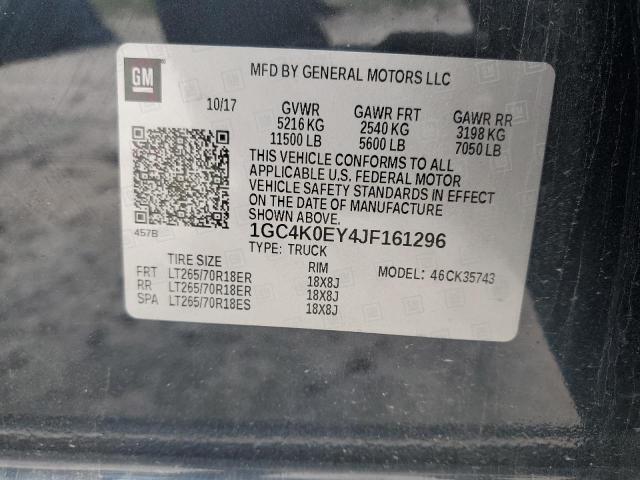 GM
MFD BY GENERAL MOTORS LLC
10/17 GVWR GAWR FRT GAWR RR
5216 KG 2540 KG 3198 KG
11500 LB 5600 LB 7050 LB
THIS VEHICLE CONFORMS TO ALL
APPLICABLE U.S. FEDERAL MOTOR
VEHICLE SAFETY STANDARDS IN EFFECT
ON THE DATE OF MANUFACTURE
SHOWN ABOVE.
457B
1GC4K0EY4JF161296
TYPE: TRUCK
MODEL: 46CK35743
TIRE SIZE RIM
FRT LT265/70R18ER 18X8J
RR LT265/70R18ER 18X8J
SPA LT265/70R18ES 18X8J